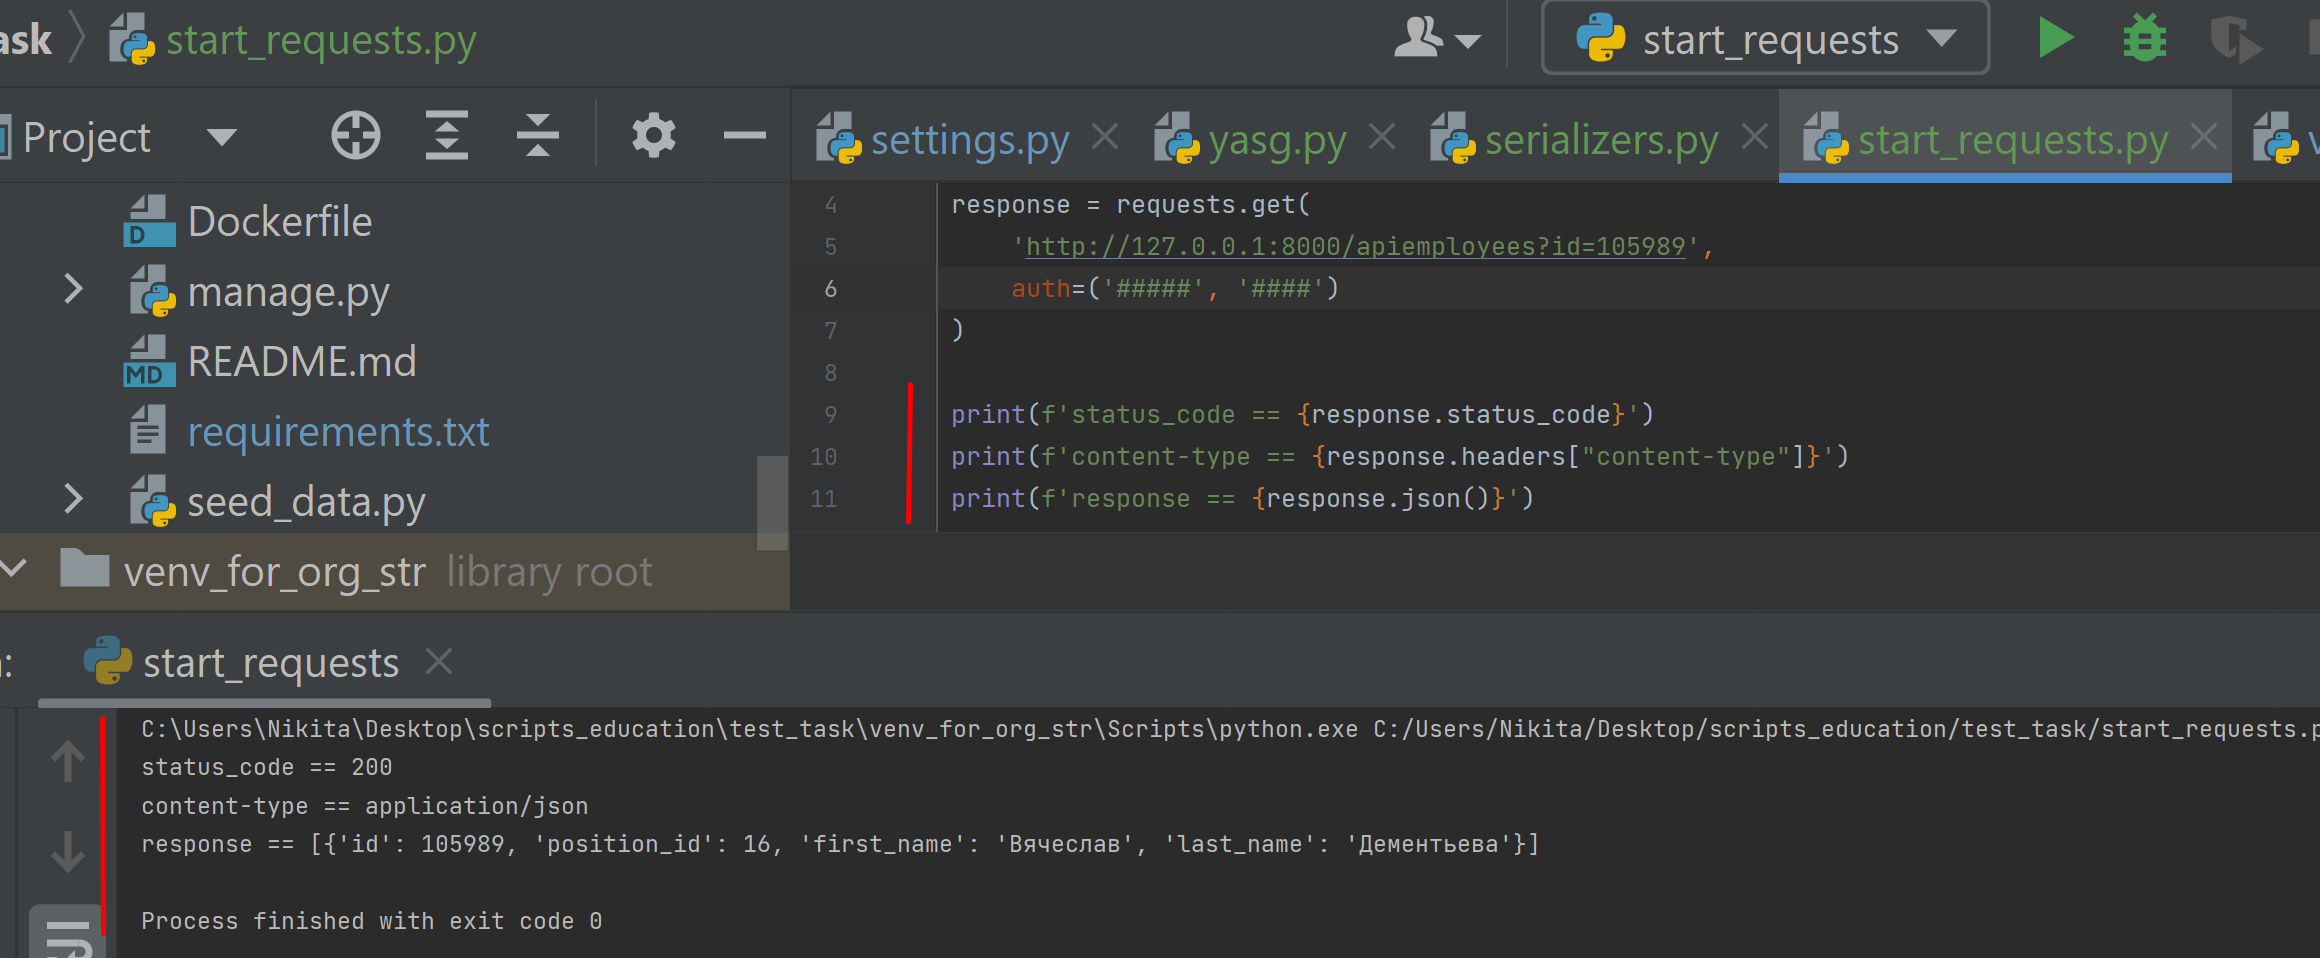 ask start_requests.py start_requests
Project settings.py yasg.py serializers.py start_requests.py
Dockerfile
manage.py
README.md
requirements.txt
seed_data.py
venv_for_org_str library root
4 response = requests.get(
5 'http://127.0.0.1:8000/apiemployees?id=105989',
6 auth=('#####', '####')
7 )
8
9 print(f'status_code == {response.status_code}')
10 print(f'content-type == {response.headers["content-type"]}')
11 print(f'response == {response.json()}')
start_requests
C:\Users\Nikita\Desktop\scripts_education\test_task\venv_for_org_str\Scripts\python.exe C:/Users/Nikita/Desktop/scripts_education/test_task/start_requests.p
status_code == 200
content-type == application/json
response == [{'id': 105989, 'position_id': 16, 'first_name': 'Вячеслав', 'last_name': 'Дементьева'}]
Process finished with exit code 0